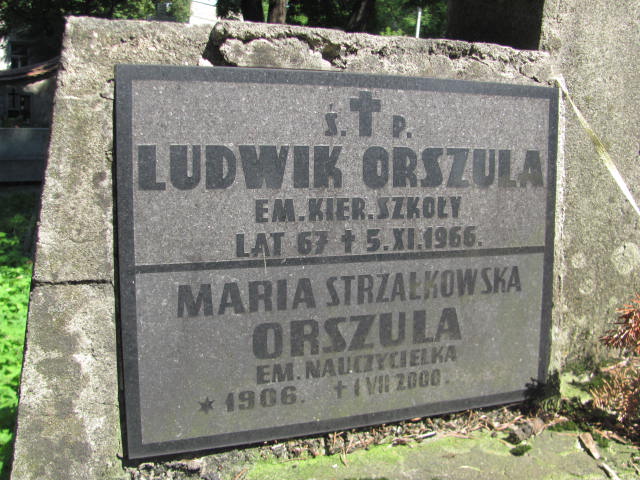 Ś. † P.
LUDWIK ORSZULA
EM. KIER. SZKOŁY
LAT 67 † 5.XI.1966.
MARIA STRZAŁKOWSKA
ORSZULA
EM. NAUCZYCIELKA
* 1906. † 1 VII 2000.